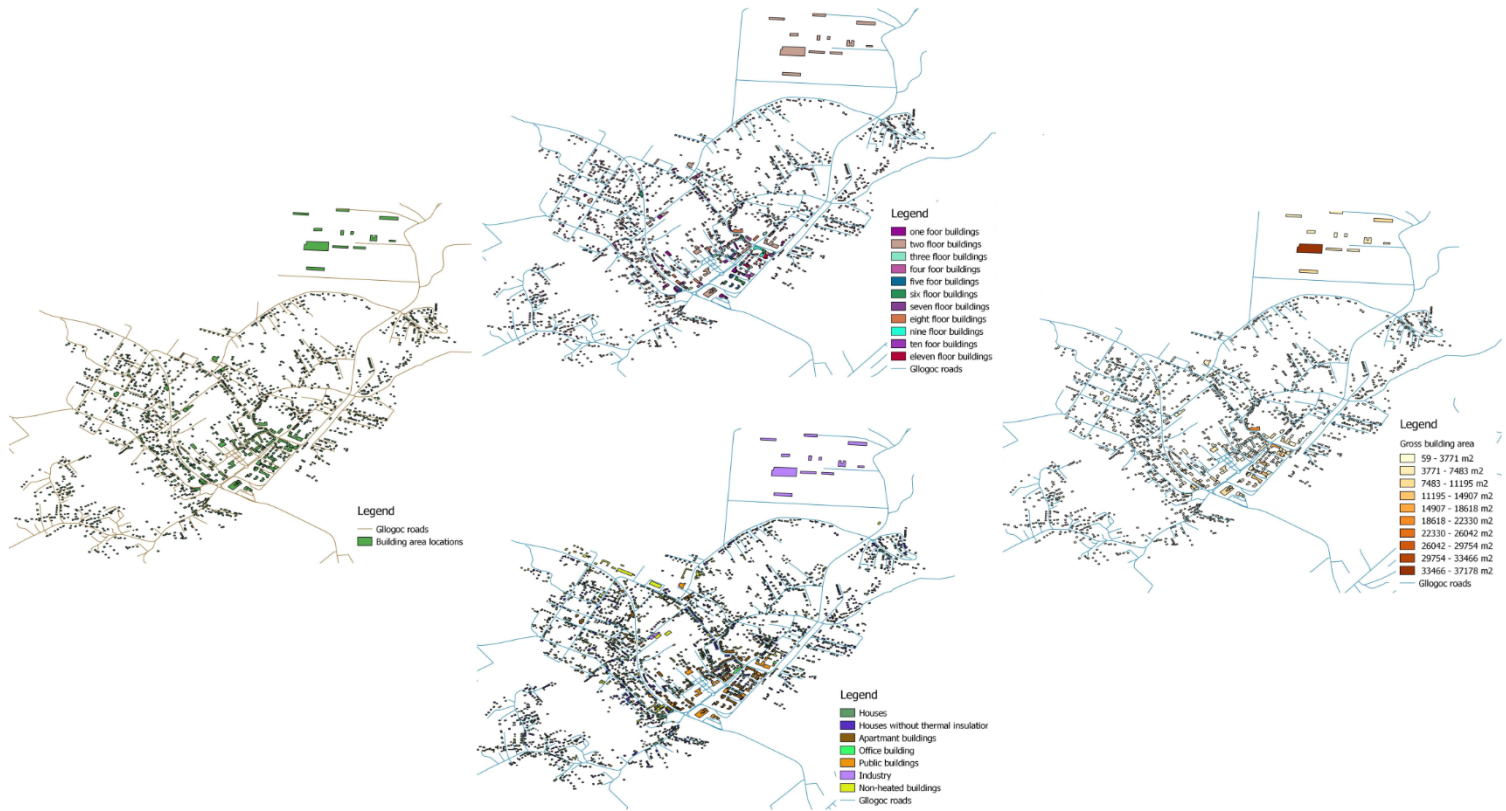 Legend
Gllogoc roads
Building area locations
Legend
one foor buildings
two floor buildings
three floor buildings
four foor buildings
five foor buildings
six floor buildings
seven floor buildings
eight floor buildings
nine floor buildings
ten foor buildings
eleven floor buildings
Gllogoc roads
Legend
Houses
Houses without thermal insulation
Apartmant buildings
Office building
Public buildings
Industry
Non-heated buildings
Gllogoc roads
Legend
Gross building area
59 - 3771 m2
3771 - 7483 m2
7483 - 11195 m2
11195 - 14907 m2
14907 - 18618 m2
18618 - 22330 m2
22330 - 26042 m2
26042 - 29754 m2
29754 - 33466 m2
33466 - 37178 m2
Gllogoc roads